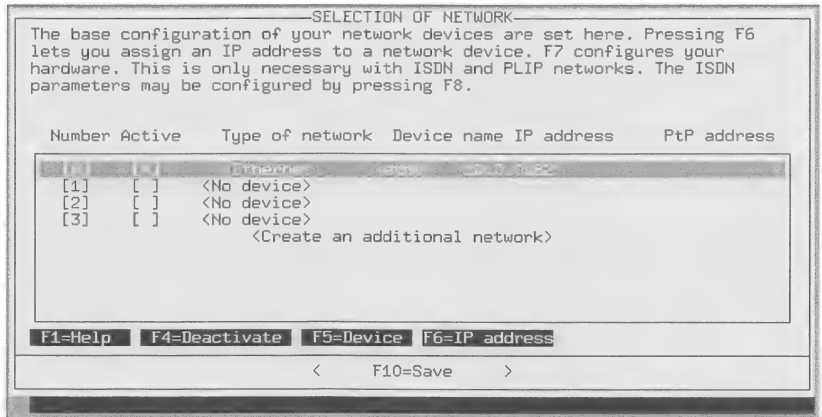 SELECTION OF NETWORK
The base configuration of your network devices are set here. Pressing F6
lets you assign an IP address to a network device. F7 configures your
hardware. This is only necessary with ISDN and PLIP networks. The ISDN
parameters may be configured by pressing F8.
Number Active Type of network Device name IP address PtP address
[1] [ ] <No device>
[2] [ ] <No device>
[3] [ ] <No device>
<Create an additional network>
F1=Help F4=Deactivate F5=Device F6=IP address
< F10=Save >